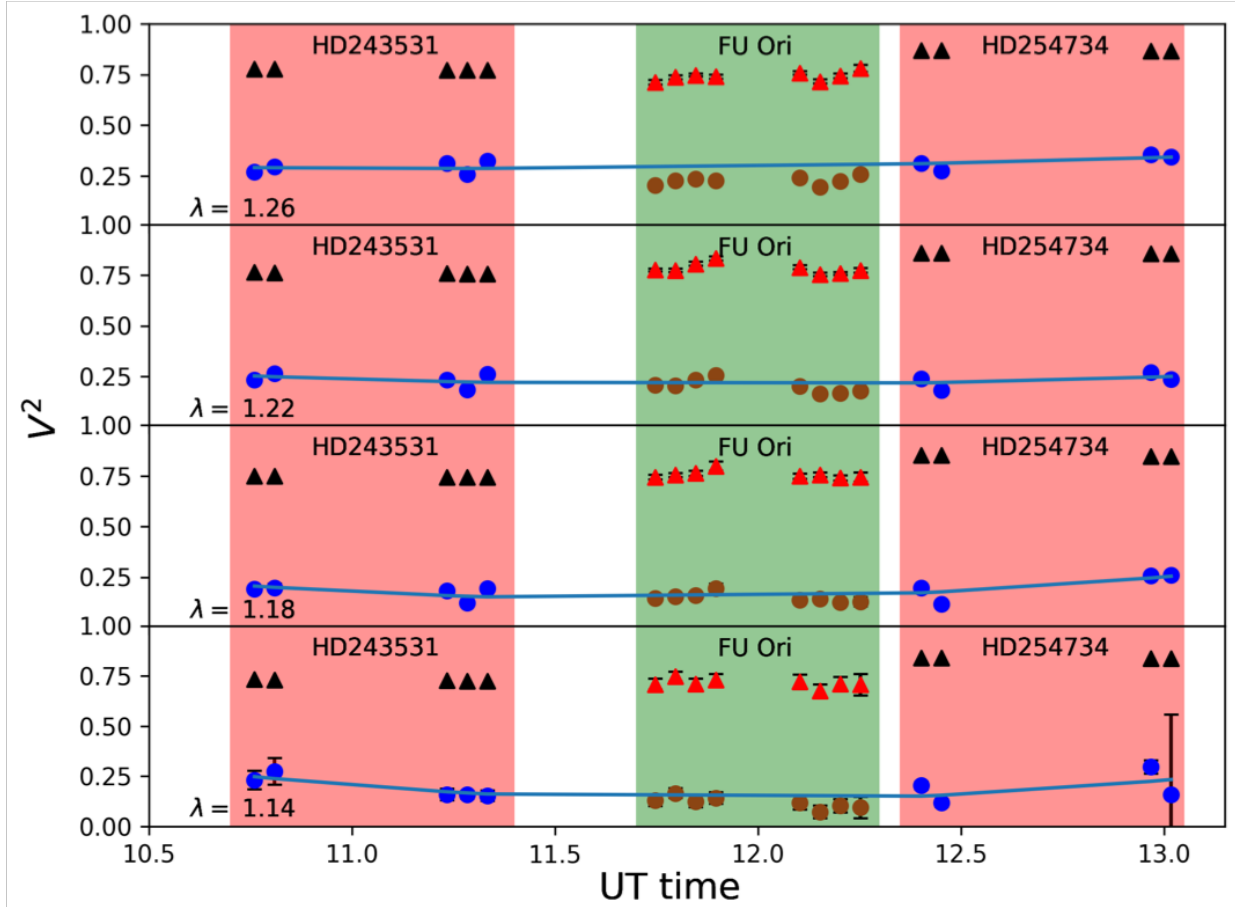 1.00
HD243531 FU Ori HD254734
0.75
0.50
0.25
λ = 1.26
1.00
HD243531 FU Ori HD254734
0.75
0.50
0.25
λ = 1.22
1.00
HD243531 FU Ori HD254734
0.75
0.50
0.25
λ = 1.18
1.00
HD243531 FU Ori HD254734
0.75
0.50
0.25
λ = 1.14
0.00
V²
10.5 11.0 11.5 12.0 12.5 13.0
UT time